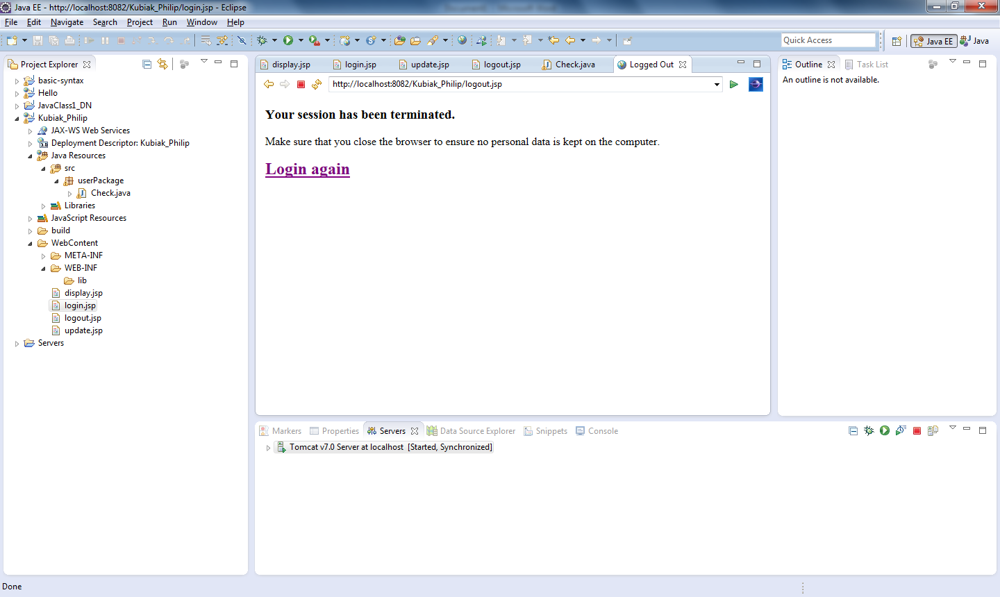 Java EE - http://localhost:8082/Kubiak_Philip/login.jsp - Eclipse
File Edit Navigate Search Project Run Window Help
Quick Access
Java EE Java
Project Explorer
basic-syntax
Hello
JavaClass1_DN
Kubiak_Philip
JAX-WS Web Services
3.0 Deployment Descriptor: Kubiak_Philip
Java Resources
src
userPackage
Check.java
Libraries
JavaScript Resources
build
WebContent
META-INF
WEB-INF
lib
display.jsp
login.jsp
logout.jsp
update.jsp
Servers
display.jsp login.jsp update.jsp logout.jsp Check.java Logged Out
http://localhost:8082/Kubiak_Philip/logout.jsp
Your session has been terminated.
Make sure that you close the browser to ensure no personal data is kept on the computer.
Login again
Outline Task List
An outline is not available.
Markers Properties Servers Data Source Explorer Snippets Console
Tomcat v7.0 Server at localhost [Started, Synchronized]
Done